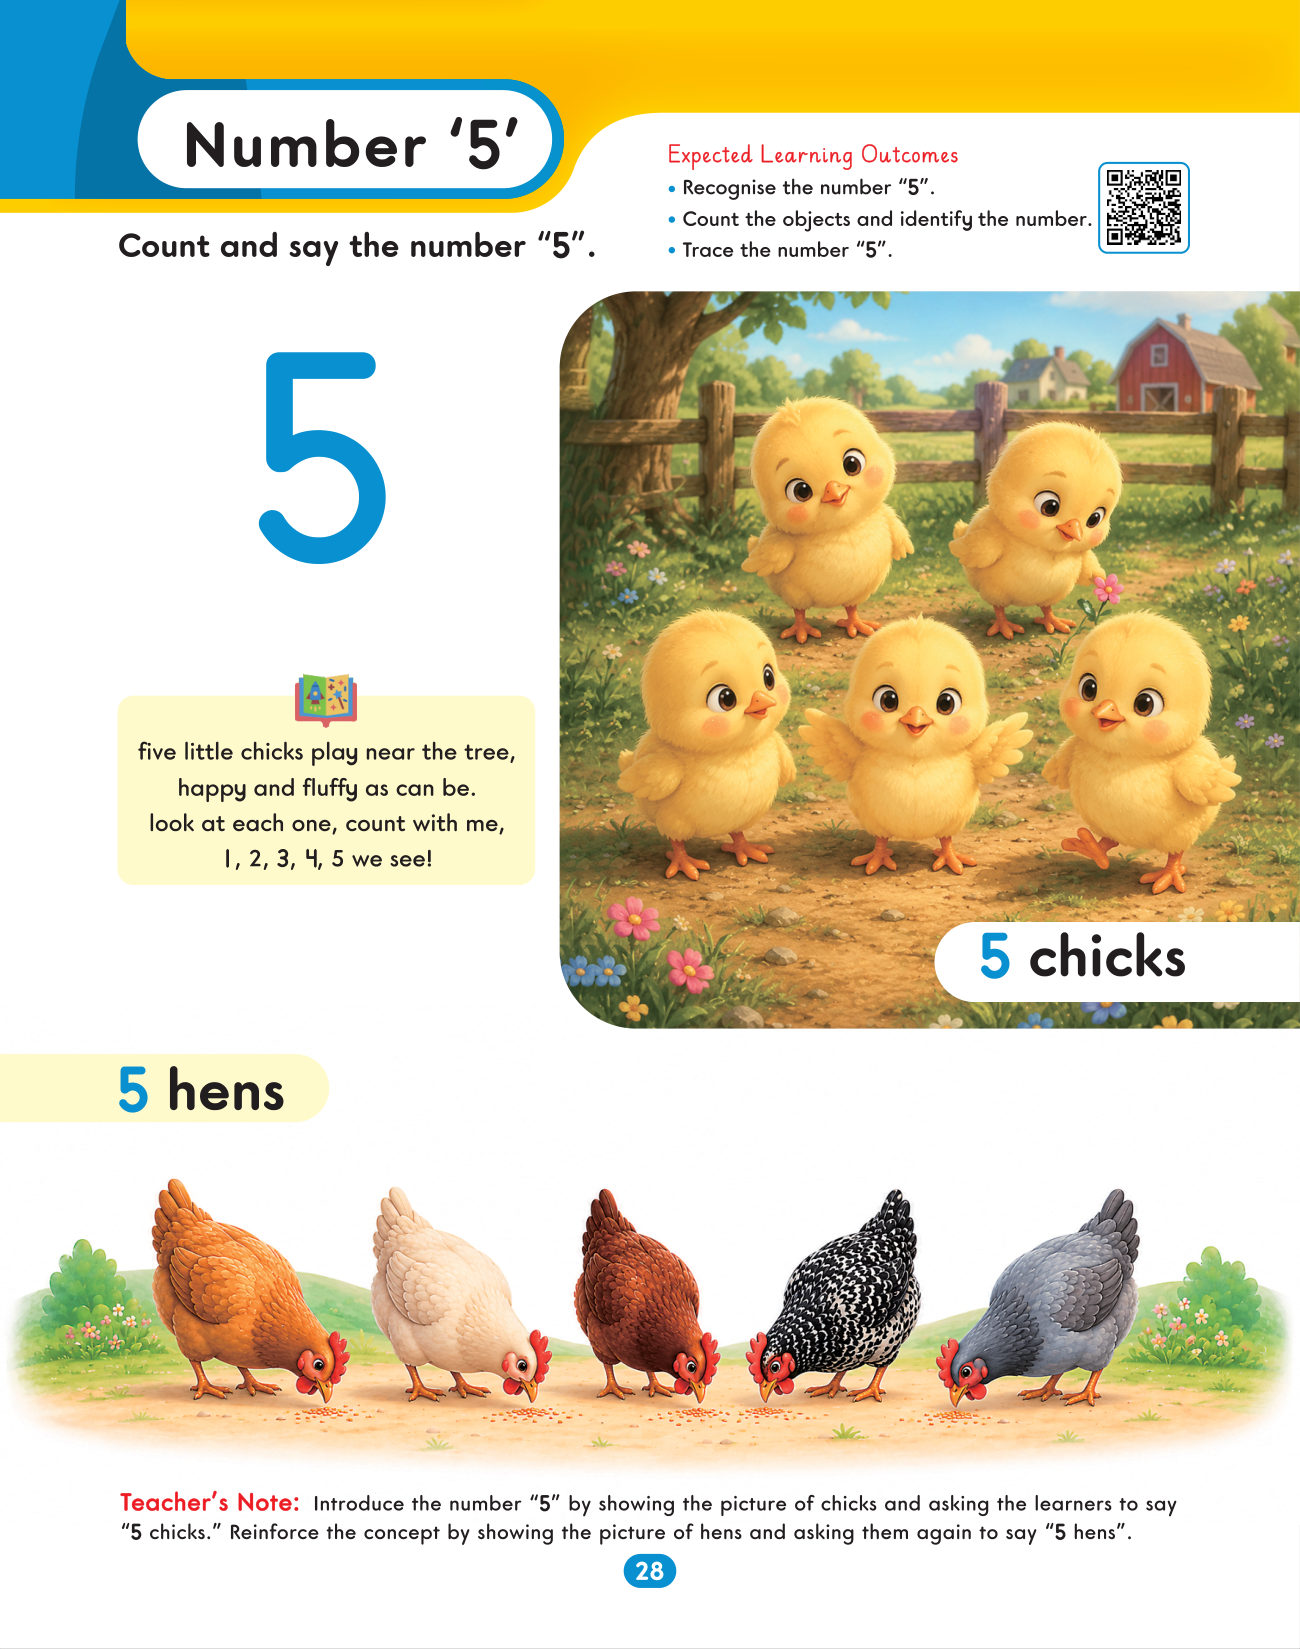 Number ‘5’
Expected Learning Outcomes
• Recognise the number “5”.
• Count the objects and identify the number.
• Trace the number “5”.
Count and say the number “5”.
5
five little chicks play near the tree,
happy and fluffy as can be.
look at each one, count with me,
1, 2, 3, 4, 5 we see!
5 chicks
5 hens
Teacher’s Note: Introduce the number “5” by showing the picture of chicks and asking the learners to say
“5 chicks.” Reinforce the concept by showing the picture of hens and asking them again to say “5 hens”.
28